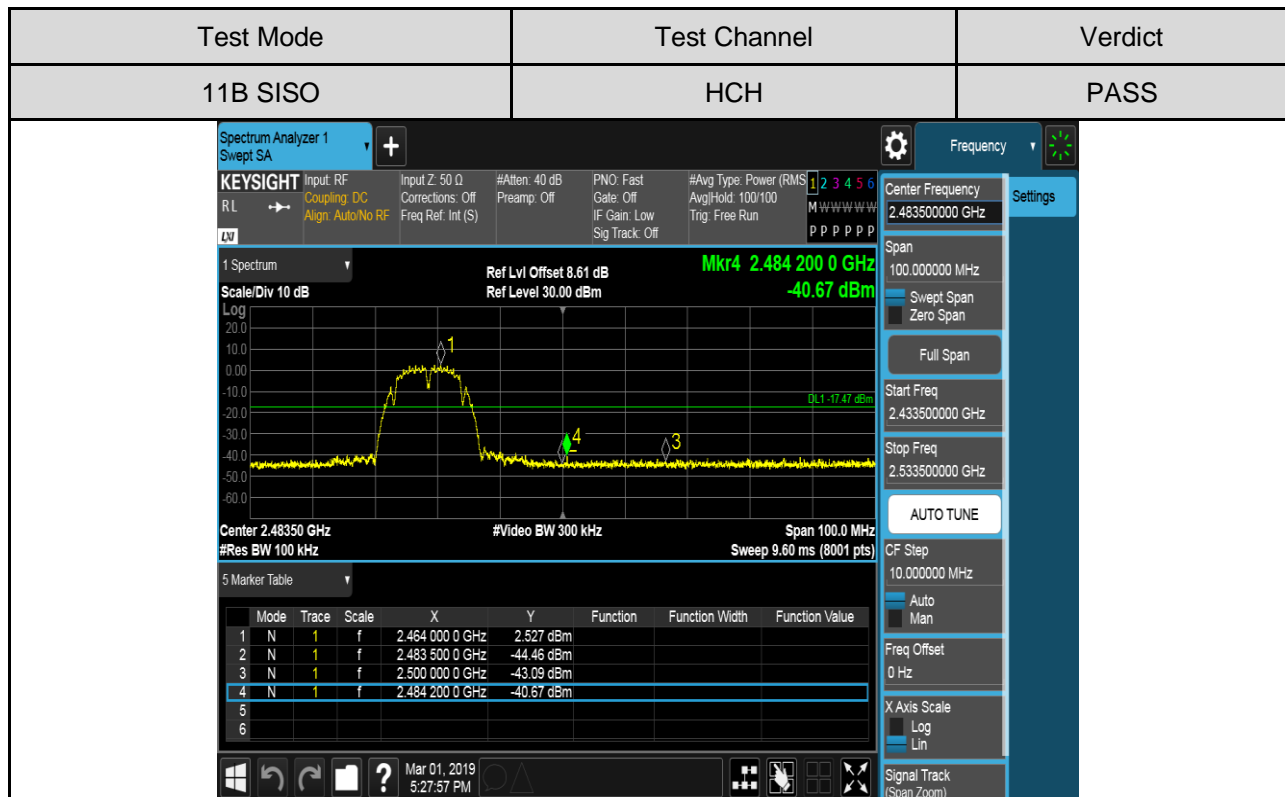 Test Mode Test Channel Verdict
11B SISO HCH PASS
Spectrum Analyzer 1
Swept SA
Frequency
KEYSIGHT
RL
LXI
Input: RF
Coupling: DC
Align: Auto/No RF
Input Z: 50 Ω
Corrections: Off
Freq Ref: Int (S)
#Atten: 40 dB
Preamp: Off
PNO: Fast
Gate: Off
IF Gain: Low
Sig Track: Off
#Avg Type: Power (RMS
Avg|Hold: 100/100
Trig: Free Run
1 2 3 4 5 6
M W W W W W
P P P P P P
1 Spectrum
Scale/Div 10 dB
Ref Lvl Offset 8.61 dB
Ref Level 30.00 dBm
Mkr4 2.484 200 0 GHz
-40.67 dBm
Log
20.0
10.0
0.00
-10.0
-20.0
-30.0
-40.0
-50.0
-60.0
1
DL1 -17.47 dBm
4
3
Center 2.48350 GHz
#Res BW 100 kHz
#Video BW 300 kHz
Span 100.0 MHz
Sweep 9.60 ms (8001 pts)
5 Marker Table
Mode Trace Scale X Y Function Function Width Function Value
1 N 1 f 2.464 000 0 GHz 2.527 dBm
2 N 1 f 2.483 500 0 GHz -44.46 dBm
3 N 1 f 2.500 000 0 GHz -43.09 dBm
4 N 1 f 2.484 200 0 GHz -40.67 dBm
5
6
?
Mar 01, 2019
5:27:57 PM
Settings
Center Frequency
2.483500000 GHz
Span
100.000000 MHz
Swept Span
Zero Span
Full Span
Start Freq
2.433500000 GHz
Stop Freq
2.533500000 GHz
AUTO TUNE
CF Step
10.000000 MHz
Auto
Man
Freq Offset
0 Hz
X Axis Scale
Log
Lin
Signal Track
(Span Zoom)